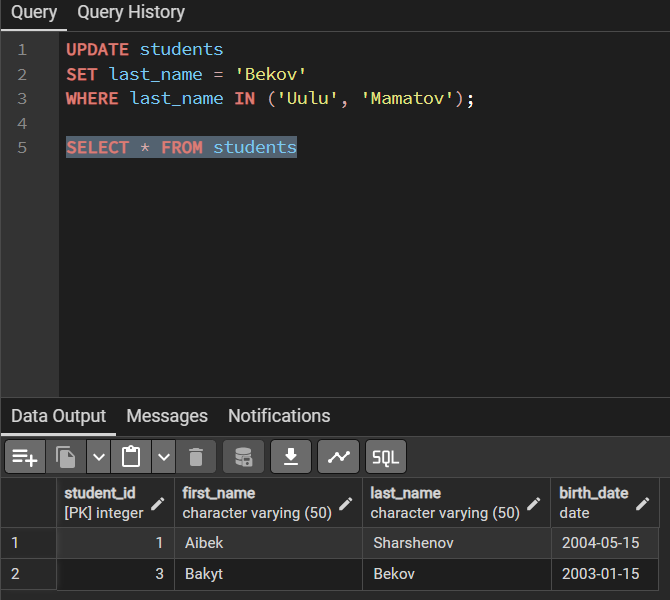 Query Query History
1 UPDATE students
2 SET last_name = 'Bekov'
3 WHERE last_name IN ('Uulu', 'Mamatov');
4
5 SELECT * FROM students
Data Output Messages Notifications
SQL
student_id first_name last_name birth_date
[PK] integer character varying (50) character varying (50) date
1 1 Aibek Sharshenov 2004-05-15
2 3 Bakyt Bekov 2003-01-15